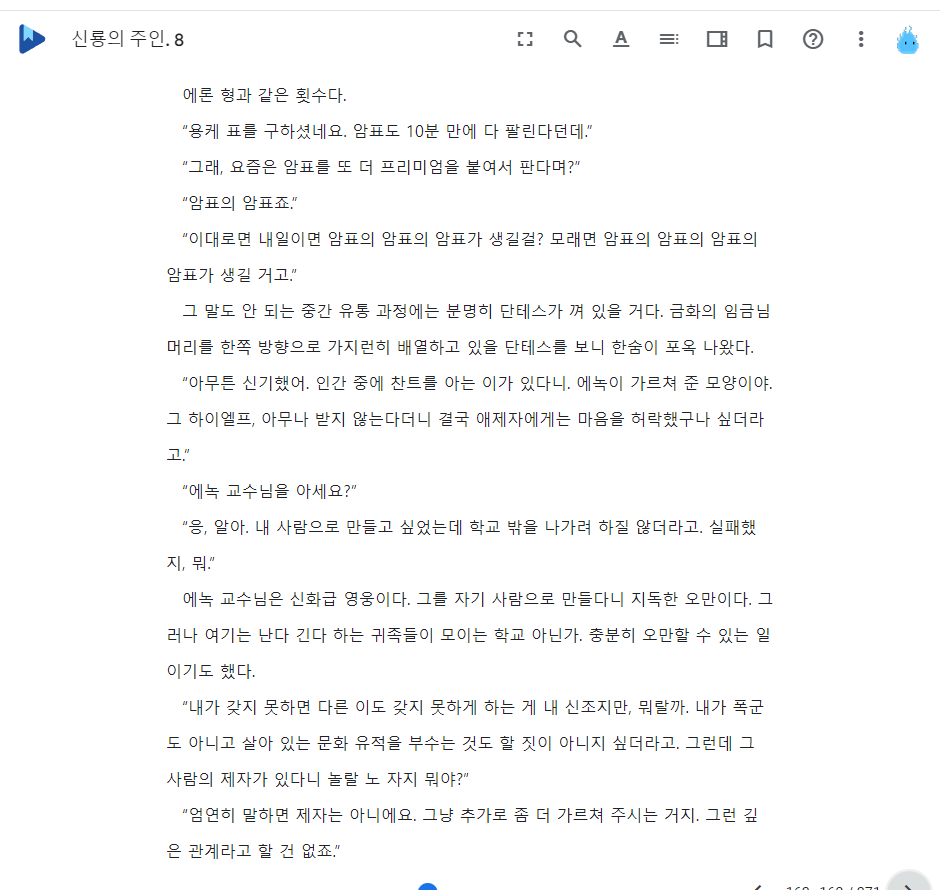 신룡의 주인. 8
에론 형과 같은 횟수다.
“용케 표를 구하셨네요. 암표도 10분 만에 다 팔린다던데.”
“그래, 요즘은 암표를 또 더 프리미엄을 붙여서 판다며?”
“암표의 암표죠.”
“이대로면 내일이면 암표의 암표의 암표가 생길걸? 모래면 암표의 암표의 암표의
암표가 생길 거고.”
그 말도 안 되는 중간 유통 과정에는 분명히 단테스가 껴 있을 거다. 금화의 임금님
머리를 한쪽 방향으로 가지런히 배열하고 있을 단테스를 보니 한숨이 포옥 나왔다.
“아무튼 신기했어. 인간 중에 찬트를 아는 이가 있다니. 에녹이 가르쳐 준 모양이야.
그 하이엘프, 아무나 받지 않는다더니 결국 애제자에게는 마음을 허락했구나 싶더라
고.”
“에녹 교수님을 아세요?”
“응, 알아. 내 사람으로 만들고 싶었는데 학교 밖을 나가려 하질 않더라고. 실패했
지, 뭐.”
에녹 교수님은 신화급 영웅이다. 그를 자기 사람으로 만들다니 지독한 오만이다. 그
러나 여기는 난다 긴다 하는 귀족들이 모이는 학교 아닌가. 충분히 오만할 수 있는 일
이기도 했다.
“내가 갖지 못하면 다른 이도 갖지 못하게 하는 게 내 신조지만, 뭐랄까. 내가 폭군
도 아니고 살아 있는 문화 유적을 부수는 것도 할 짓이 아니지 싶더라고. 그런데 그
사람의 제자가 있다니 놀랄 노 자지 뭐야?”
“엄연히 말하면 제자는 아니에요. 그냥 추가로 좀 더 가르쳐 주시는 거지. 그런 깊
은 관계라고 할 건 없죠.”